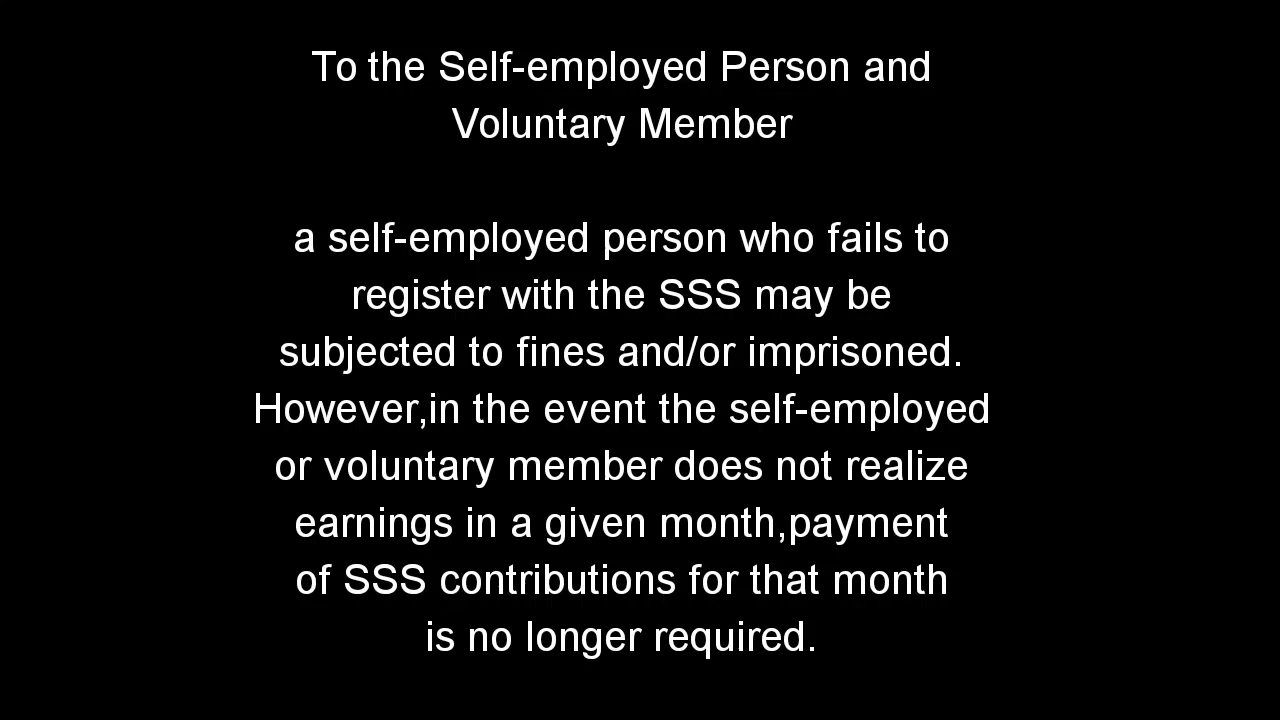 To the Self-employed Person and
Voluntary Member
a self-employed person who fails to
register with the SSS may be
subjected to fines and/or imprisoned.
However,in the event the self-employed
or voluntary member does not realize
earnings in a given month,payment
of SSS contributions for that month
is no longer required.